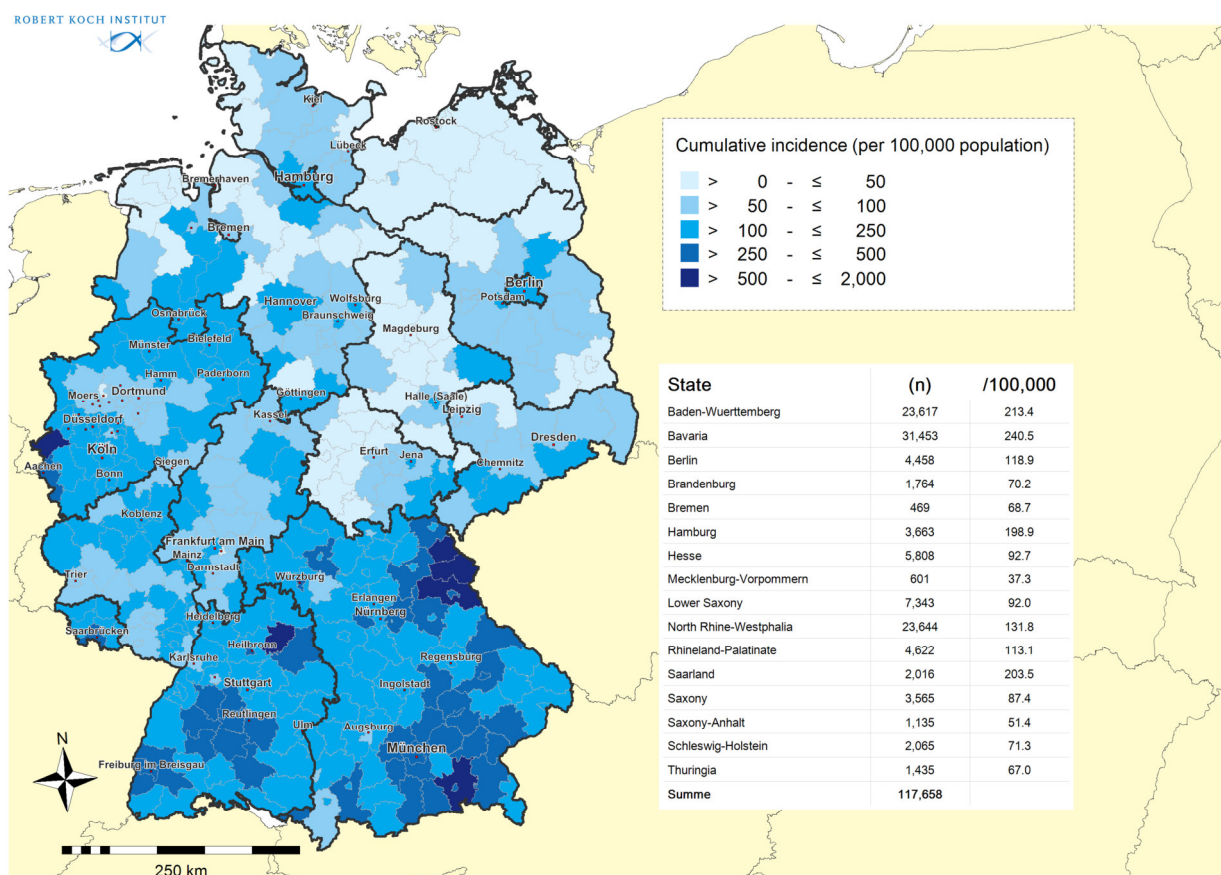 ROBERT KOCH INSTITUT
Kiel
Rostock
Lübeck
Bremerhaven
Hamburg
Bremen
Berlin
Hannover
Wolfsburg
Potsdam
Braunschweig
Osnabrück
Magdeburg
Münster
Bielefeld
Hamm
Paderborn
Moers
Dortmund
Göttingen
Halle (Saale)
Leipzig
Düsseldorf
Kassel
Köln
Erfurt
Jena
Dresden
Aachen
Siegen
Chemnitz
Bonn
Koblenz
Frankfurt am Main
Mainz
Trier
Darmstadt
Würzburg
Erlangen
Nürnberg
Heidelberg
Saarbrücken
Heilbronn
Karlsruhe
Regensburg
Stuttgart
Ingolstadt
Reutlingen
Ulm
Augsburg
München
Freiburg im Breisgau
N
250 km
Cumulative incidence (per 100,000 population)
> 0 - ≤ 50
> 50 - ≤ 100
> 100 - ≤ 250
> 250 - ≤ 500
> 500 - ≤ 2,000
State (n) /100,000
Baden-Wuerttemberg 23,617 213.4
Bavaria 31,453 240.5
Berlin 4,458 118.9
Brandenburg 1,764 70.2
Bremen 469 68.7
Hamburg 3,663 198.9
Hesse 5,808 92.7
Mecklenburg-Vorpommern 601 37.3
Lower Saxony 7,343 92.0
North Rhine-Westphalia 23,644 131.8
Rhineland-Palatinate 4,622 113.1
Saarland 2,016 203.5
Saxony 3,565 87.4
Saxony-Anhalt 1,135 51.4
Schleswig-Holstein 2,065 71.3
Thuringia 1,435 67.0
Summe 117,658